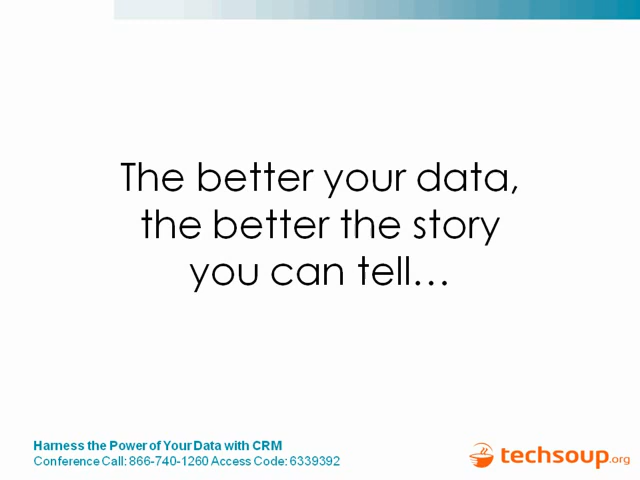 The better your data,
the better the story
you can tell…
Harness the Power of Your Data with CRM
Conference Call: 866-740-1260 Access Code: 6339392
techsoup.org